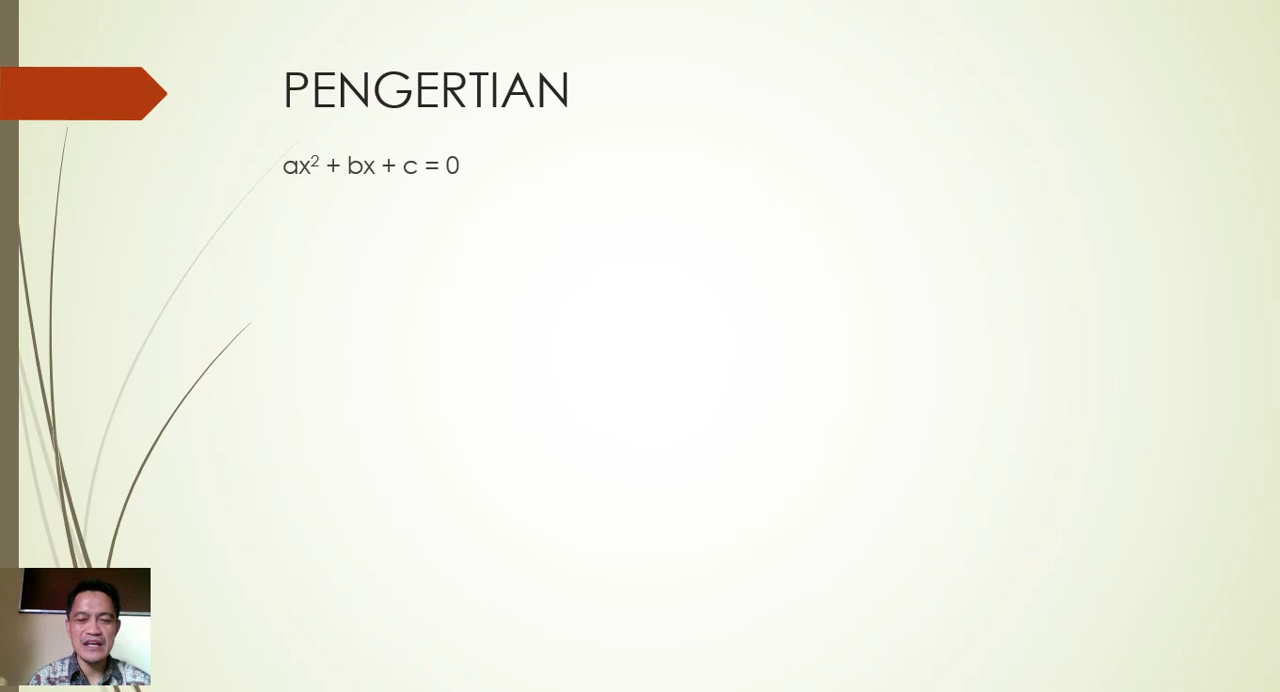 PENGERTIAN
ax² + bx + c = 0